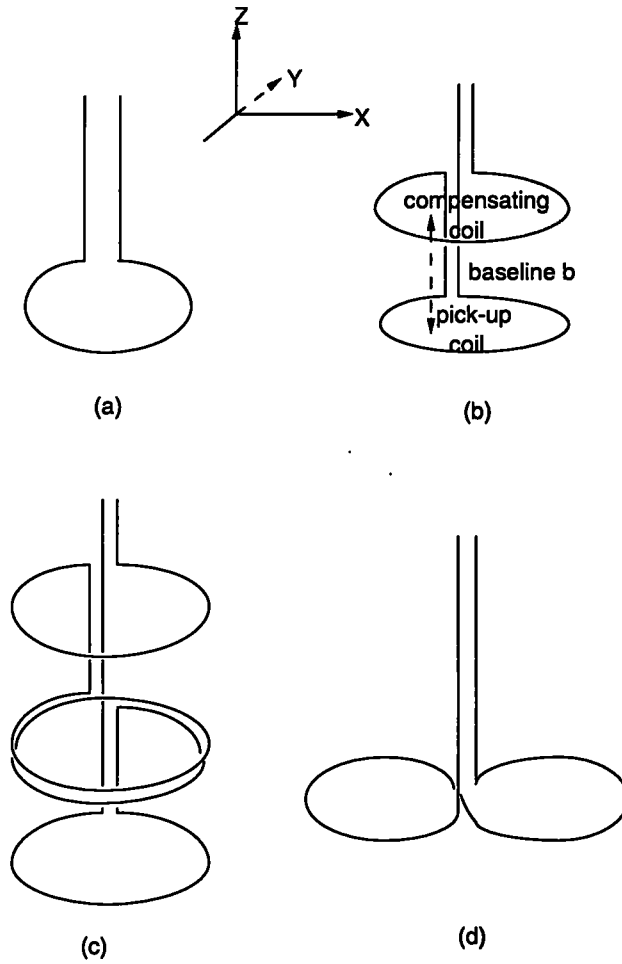 Z
Y
X
compensating
coil
baseline b
pick-up
coil
(a)
(b)
(c)
(d)